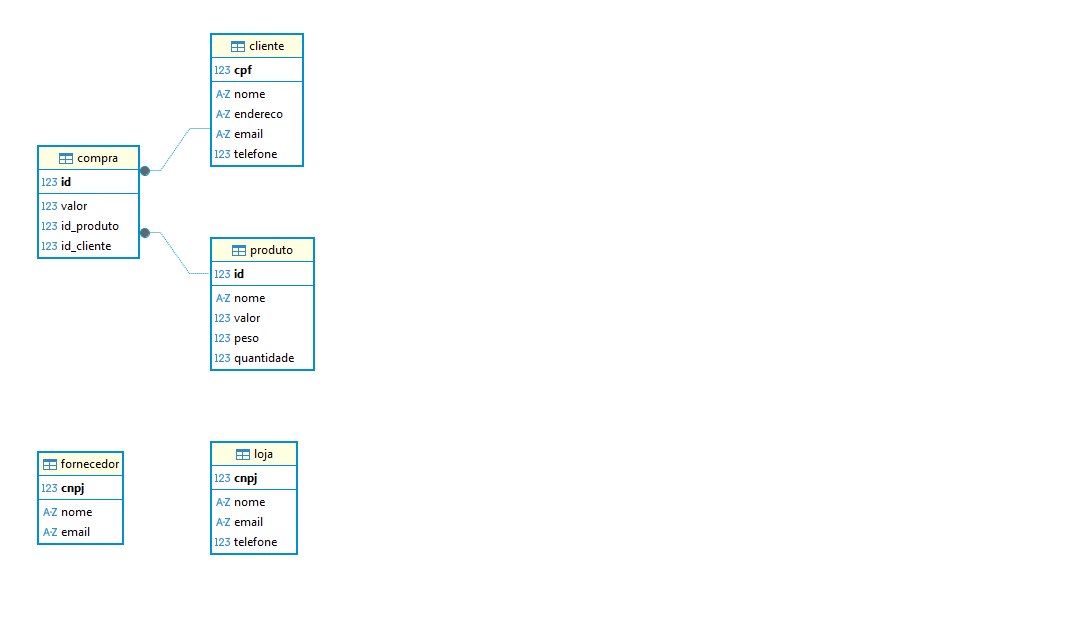 cliente
123 cpf
A-Z nome
A-Z endereco
A-Z email
123 telefone
compra
123 id
123 valor
123 id_produto
123 id_cliente
produto
123 id
A-Z nome
123 valor
123 peso
123 quantidade
fornecedor
123 cnpj
A-Z nome
A-Z email
loja
123 cnpj
A-Z nome
A-Z email
123 telefone